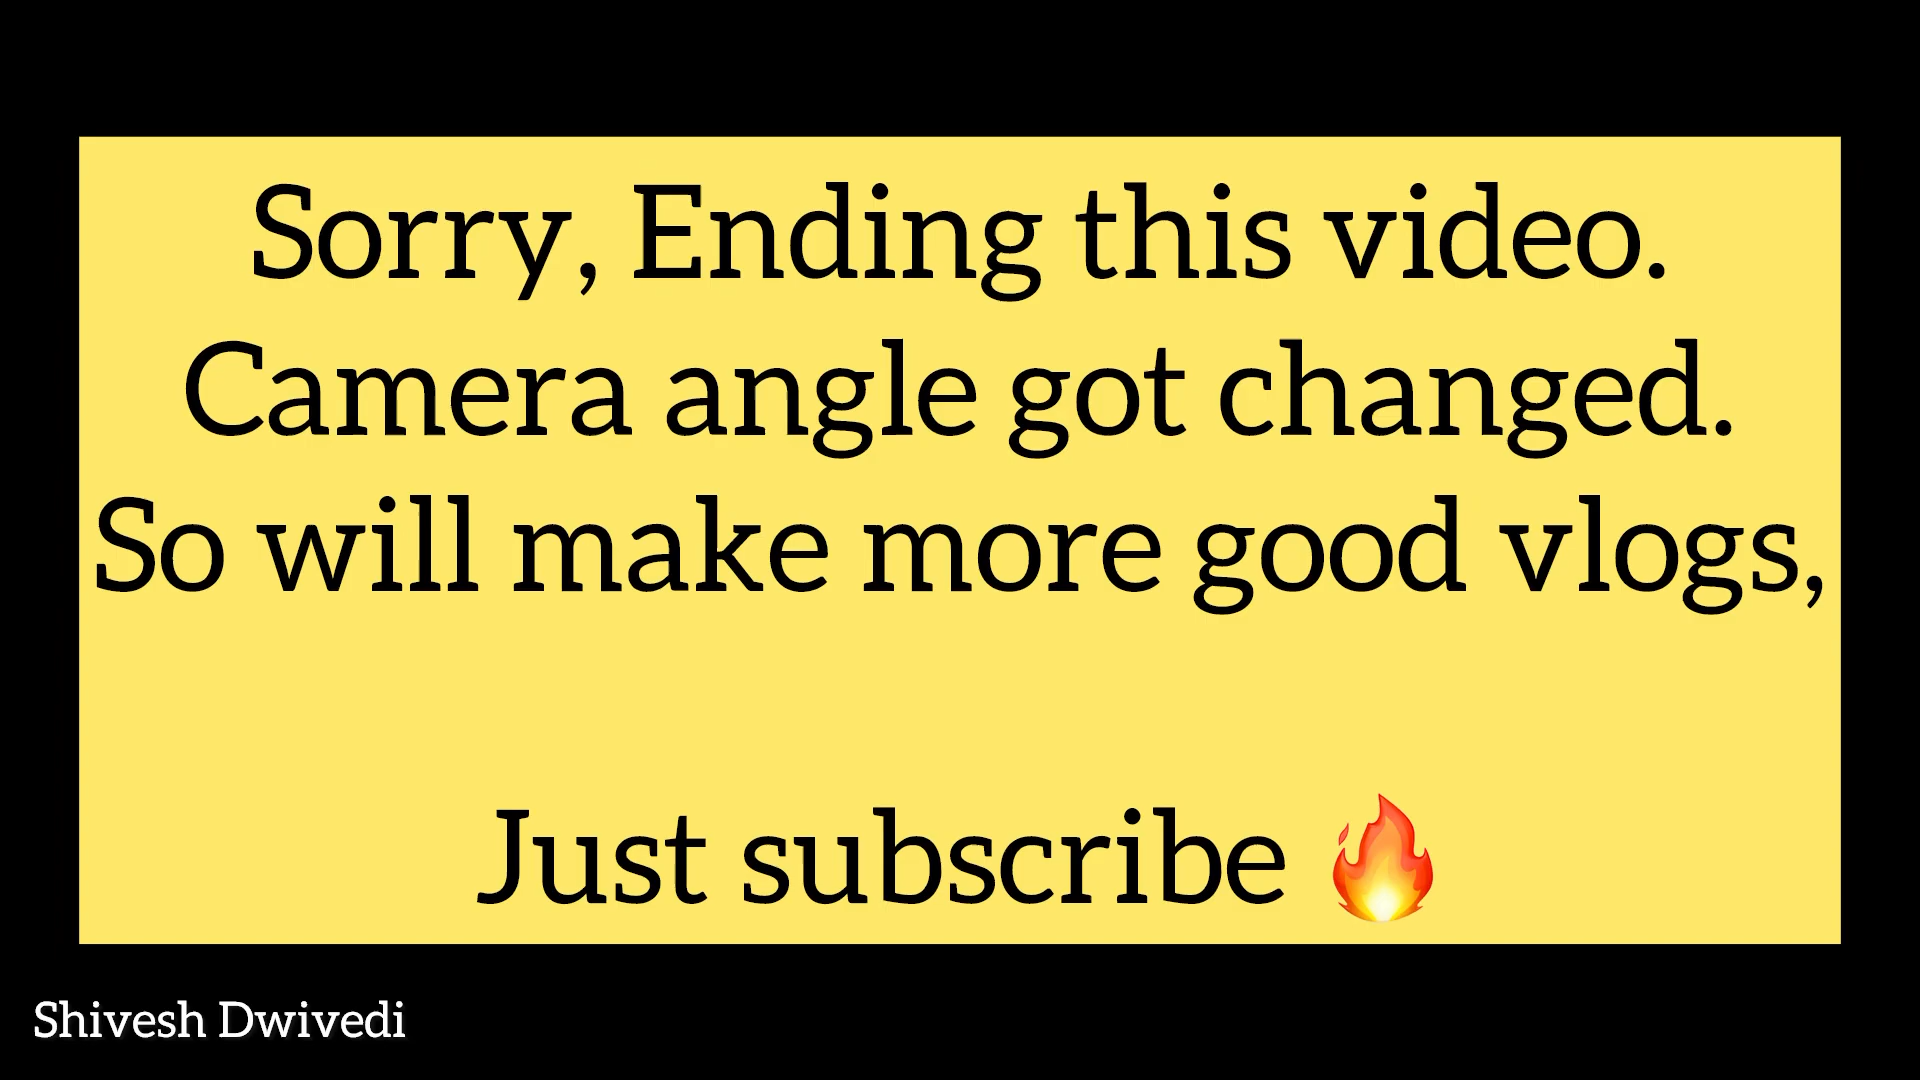 Sorry, Ending this video.
Camera angle got changed.
So will make more good vlogs,
Just subscribe 🔥
Shivesh Dwivedi